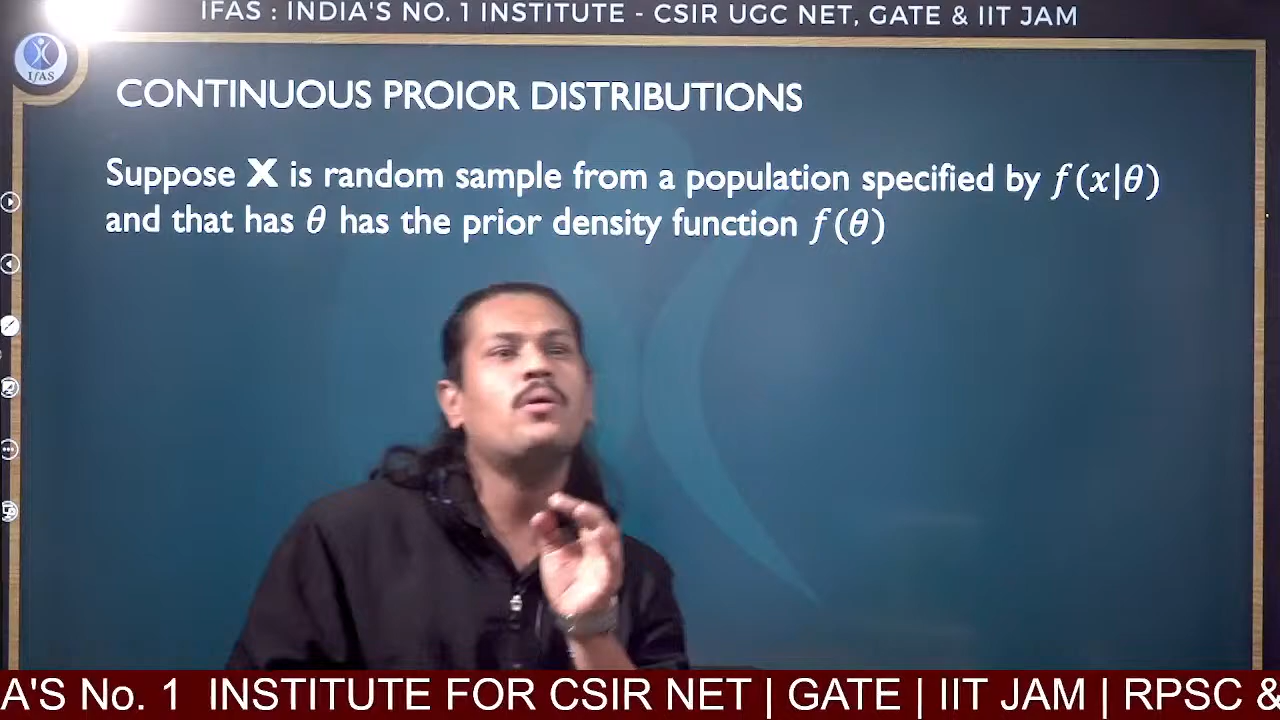 IFAS : INDIA'S NO. 1 INSTITUTE - CSIR UGC NET, GATE & IIT JAM
IfAS
CONTINUOUS PROIOR DISTRIBUTIONS
Suppose X is random sample from a population specified by f(x|θ)
and that has θ has the prior density function f(θ)
A'S No. 1 INSTITUTE FOR CSIR NET | GATE | IIT JAM | RPSC &